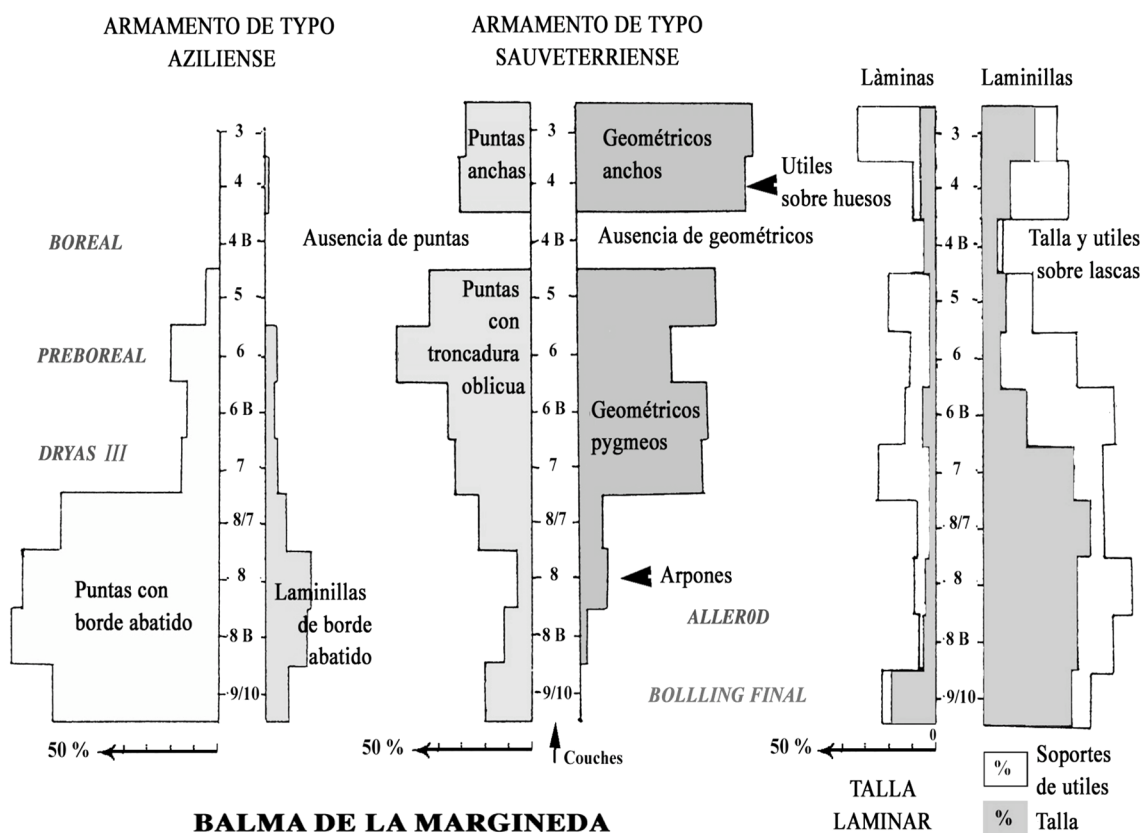 ARMAMENTO DE TYPO
AZILIENSE
ARMAMENTO DE TYPO
SAUVETERRIENSE
Làminas
Laminillas
3
4
4 B
5
6
6 B
7
8/7
8
8 B
9/10
BOREAL
PREBOREAL
DRYAS III
Puntas con
borde abatido
Laminillas
de borde
abatido
50 %
Ausencia de puntas
Puntas
anchas
Puntas
con
troncadura
oblicua
3
4
4 B
5
6
6 B
7
8/7
8
8 B
9/10
50 %
Couches
Geométricos
anchos
Utiles
sobre huesos
Ausencia de geométricos
Geométricos
pygmeos
Arpones
ALLERØD
BOLLLING FINAL
3
4
4 B
5
6
6 B
7
8/7
8
8 B
9/10
0
50 %
Talla y utiles
sobre lascas
TALLA
LAMINAR
% Soportes
de utiles
% Talla
BALMA DE LA MARGINEDA